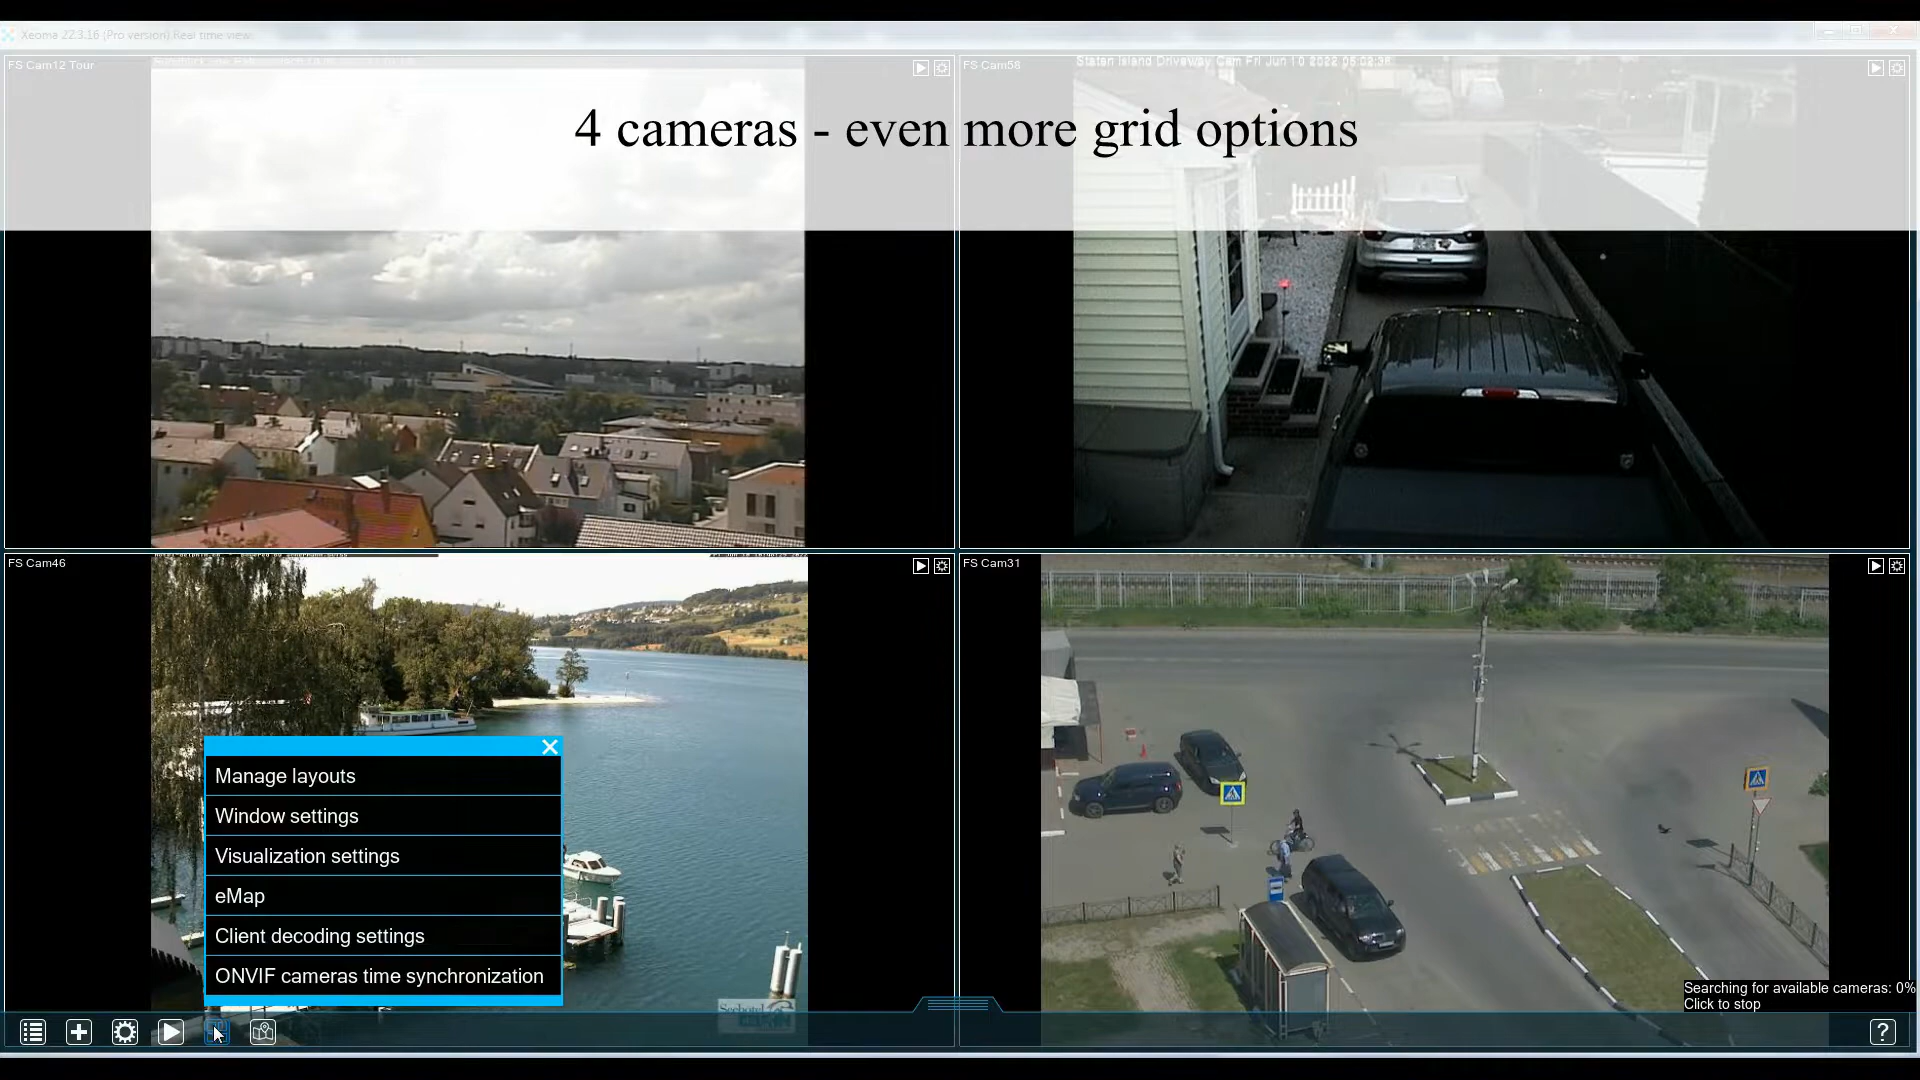 Xeoma 22.3.16 (Pro version) Real time view
FS Cam12 Tour
FS Cam58
Staten Island Driveway Cam Fri Jun 10 2022 05:02:38
4 cameras - even more grid options
FS Cam46
FS Cam31
Manage layouts
Window settings
Visualization settings
eMap
Client decoding settings
ONVIF cameras time synchronization
Seehotel
Searching for available cameras: 0%
Click to stop
?